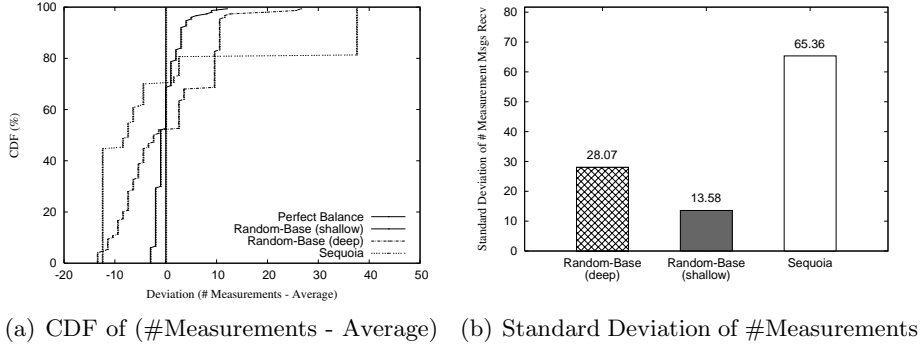 100
80
60
40
20
0
-20
-10
0
10
20
30
40
50
CDF (%)
Deviation (# Measurements - Average)
Perfect Balance
Random-Base (shallow)
Random-Base (deep)
Sequoia
80
70
60
50
40
30
20
10
0
Standard Deviation of # Measurement Msgs Recv
28.07
13.58
65.36
Random-Base
(deep)
Random-Base
(shallow)
Sequoia
(a) CDF of (#Measurements - Average)
(b) Standard Deviation of #Measurements